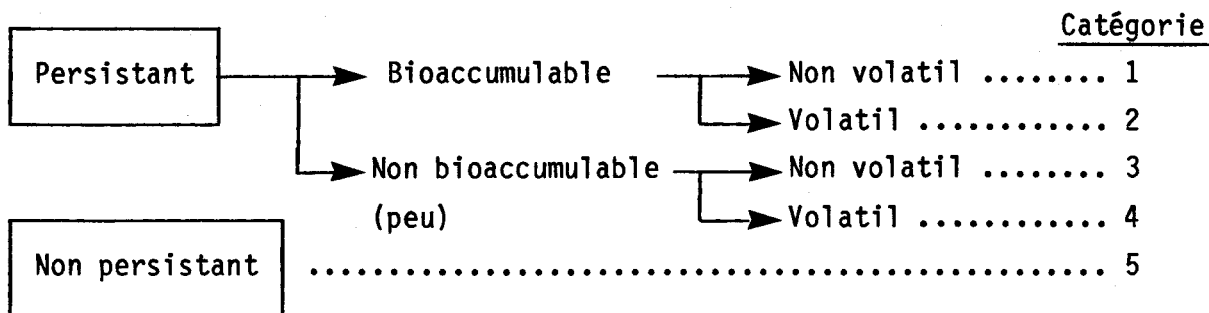 Catégorie
Persistant Bioaccumulable Non volatil ........ 1
Volatil ............ 2
Non bioaccumulable Non volatil ........ 3
(peu) Volatil ............ 4
Non persistant .................................................... 5